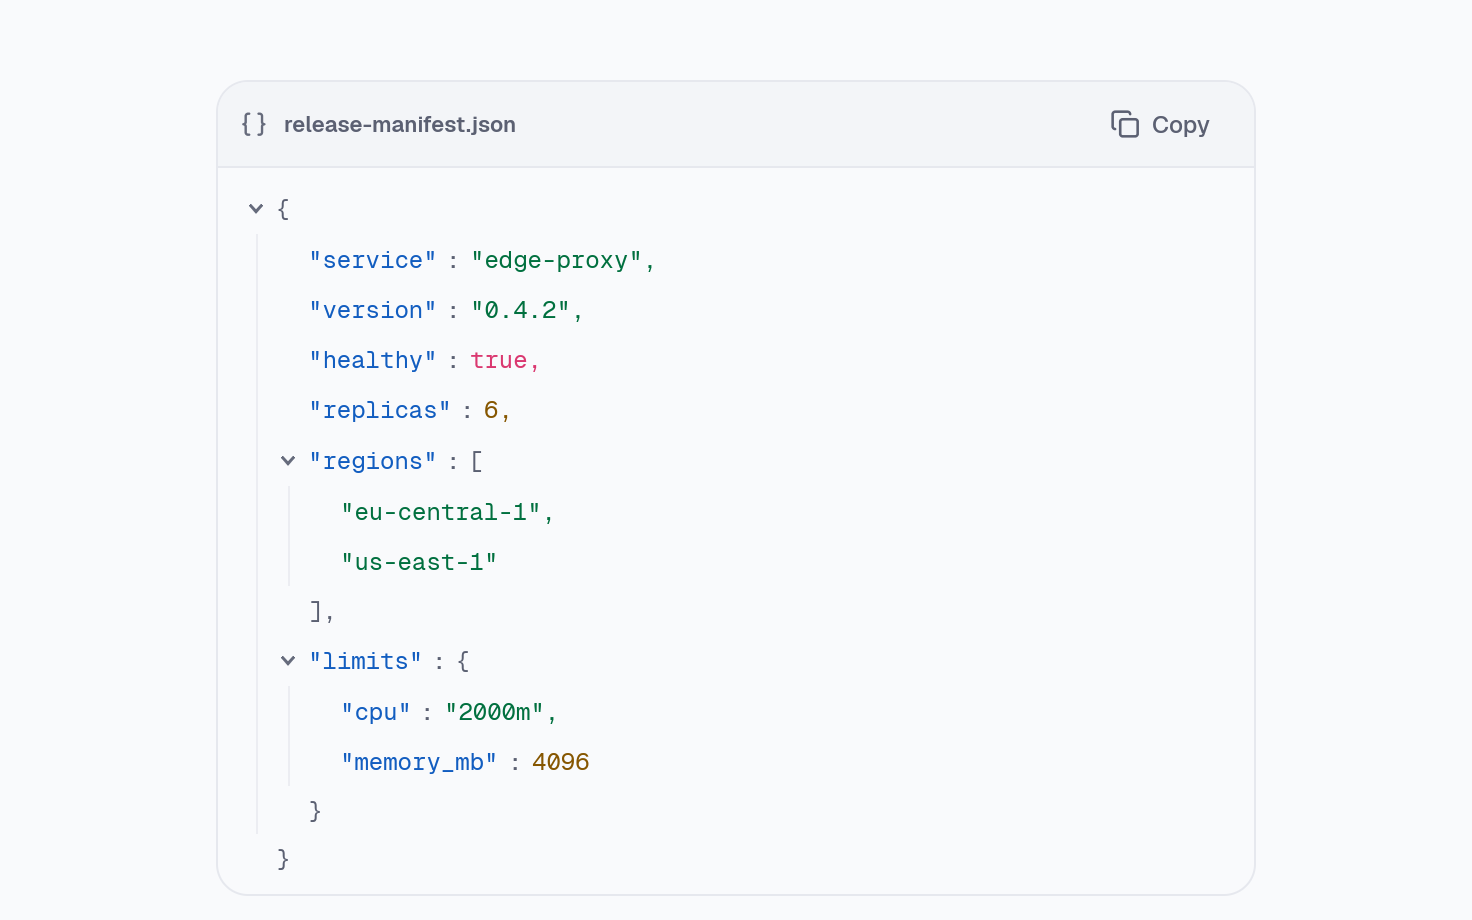 {} release-manifest.json
Copy
{
"service" : "edge-proxy",
"version" : "0.4.2",
"healthy" : true,
"replicas" : 6,
"regions" : [
"eu-central-1",
"us-east-1"
],
"limits" : {
"cpu" : "2000m",
"memory_mb" : 4096
}
}